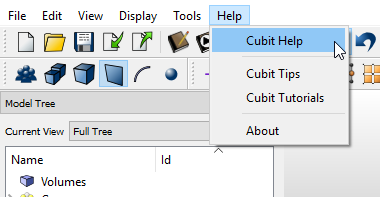 File Edit View Display Tools Help
Cubit Help
Cubit Tips
Cubit Tutorials
About
Model Tree
Current View Full Tree
Name Id
Volumes